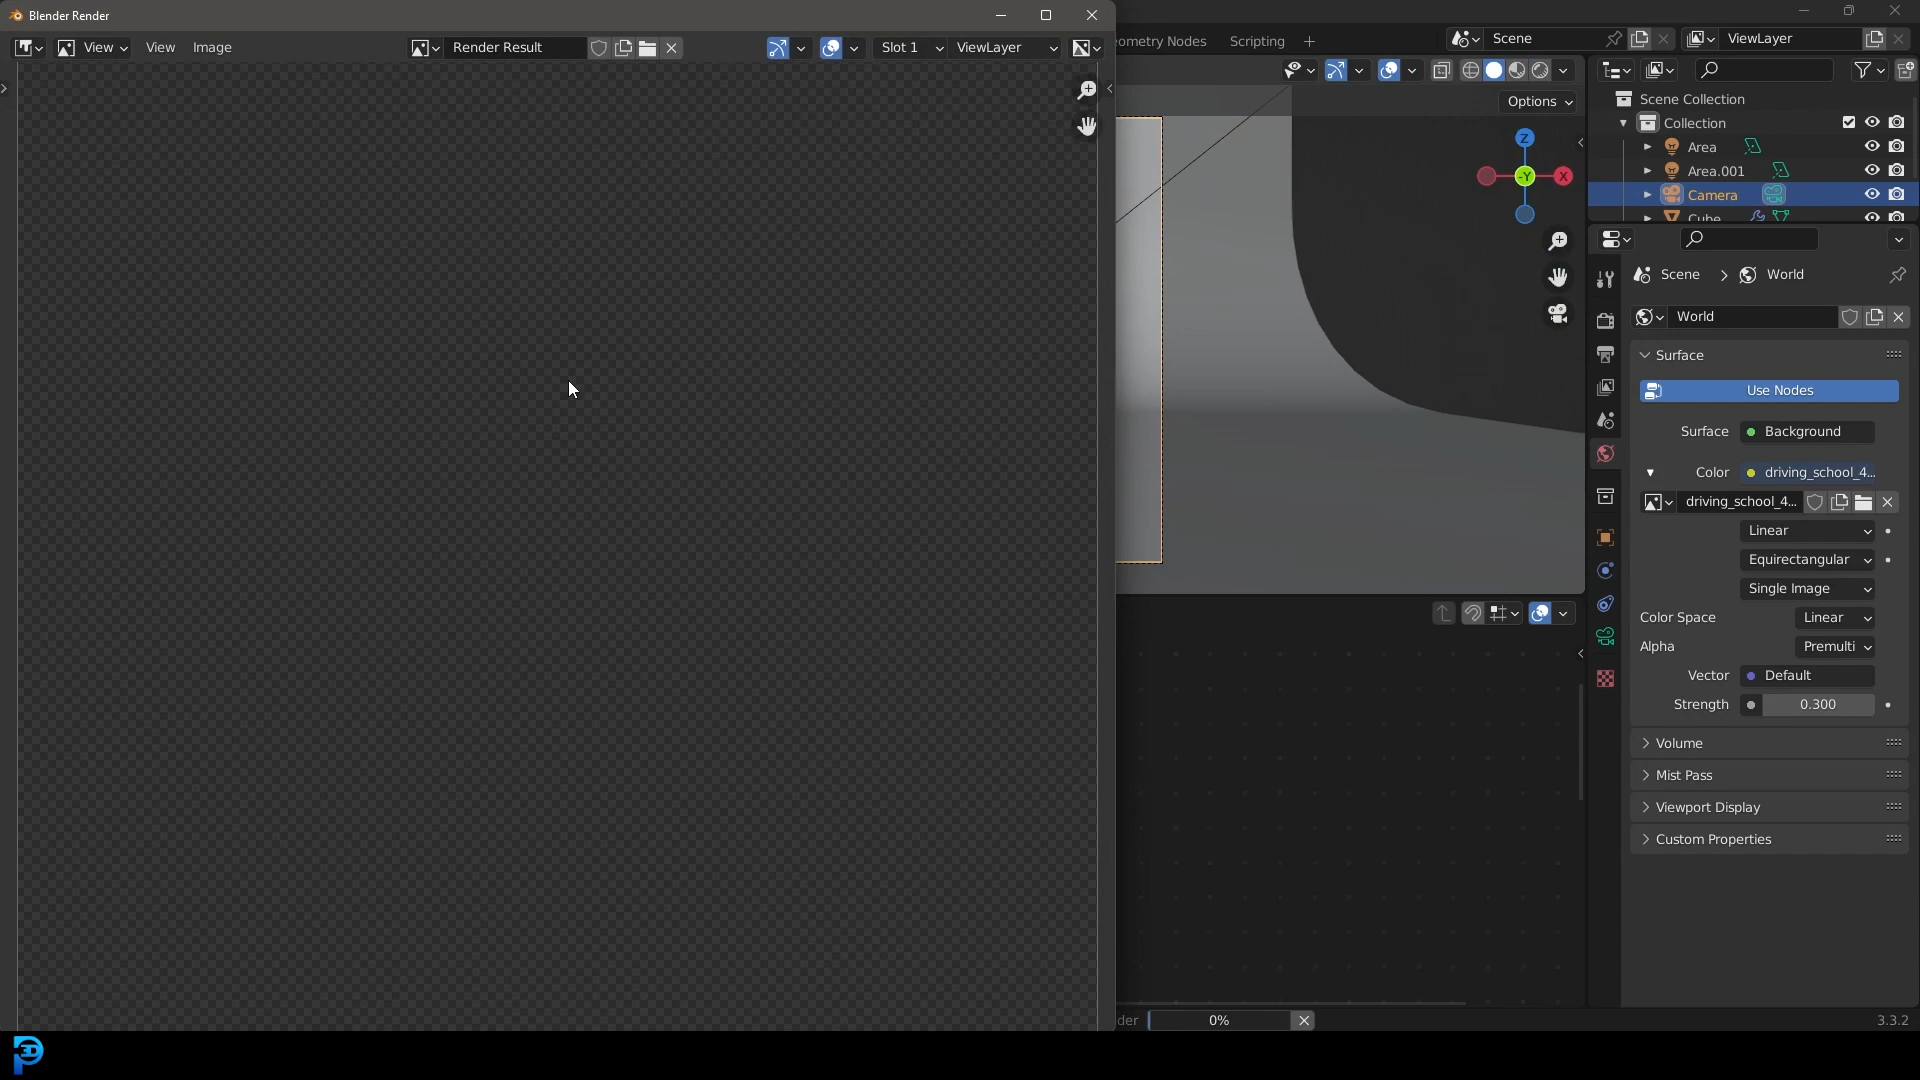 Blender Render
View View Image Render Result Slot 1 ViewLayer
ometry Nodes Scripting + Scene ViewLayer
Options
Scene Collection
Collection
Area
Area.001
Camera
Cube
Z
-Y X
Scene > World
World
Surface
Use Nodes
Surface Background
Color driving_school_4...
driving_school_4...
Linear
Equirectangular
Single Image
Color Space Linear
Alpha Premulti
Vector Default
Strength 0.300
Volume
Mist Pass
Viewport Display
Custom Properties
der 0% 3.3.2
3D